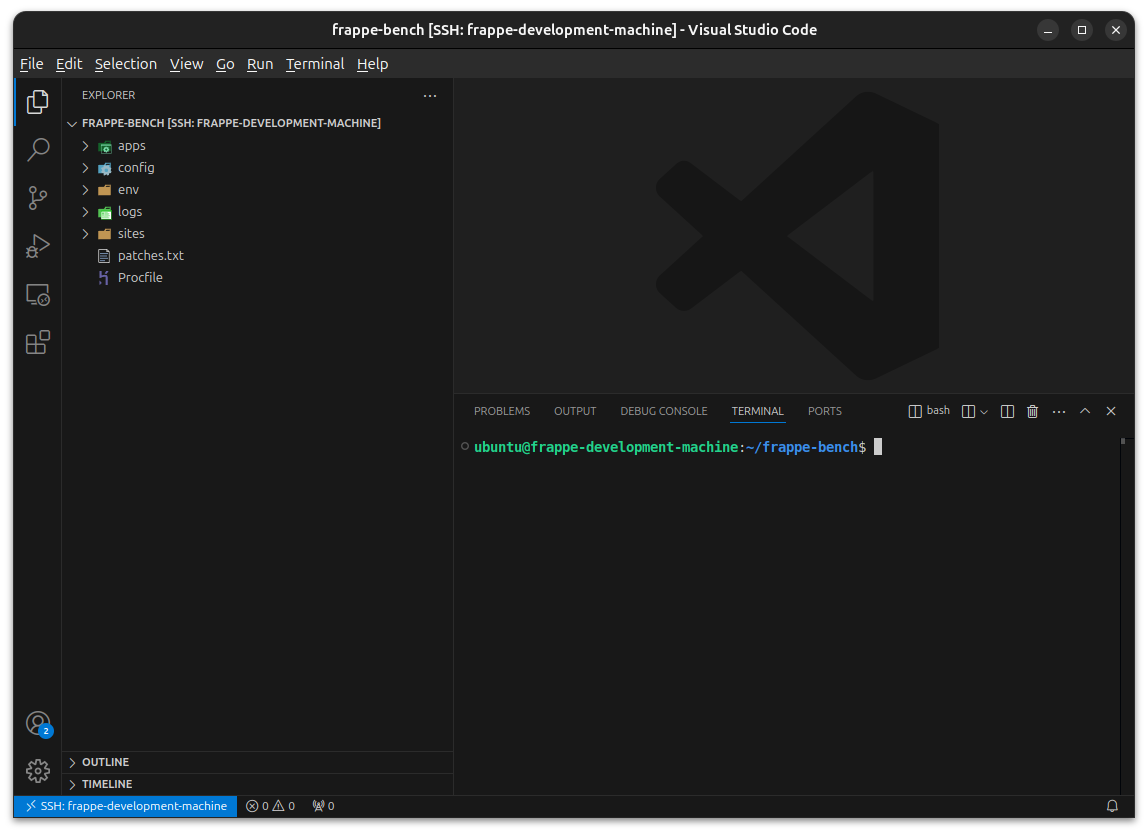 frappe-bench [SSH: frappe-development-machine] - Visual Studio Code
File Edit Selection View Go Run Terminal Help
EXPLORER
FRAPPE-BENCH [SSH: FRAPPE-DEVELOPMENT-MACHINE]
apps
config
env
logs
sites
patches.txt
Procfile
OUTLINE
TIMELINE
PROBLEMS OUTPUT DEBUG CONSOLE TERMINAL PORTS bash
ubuntu@frappe-development-machine:~/frappe-bench$
2
SSH: frappe-development-machine 0 0 0